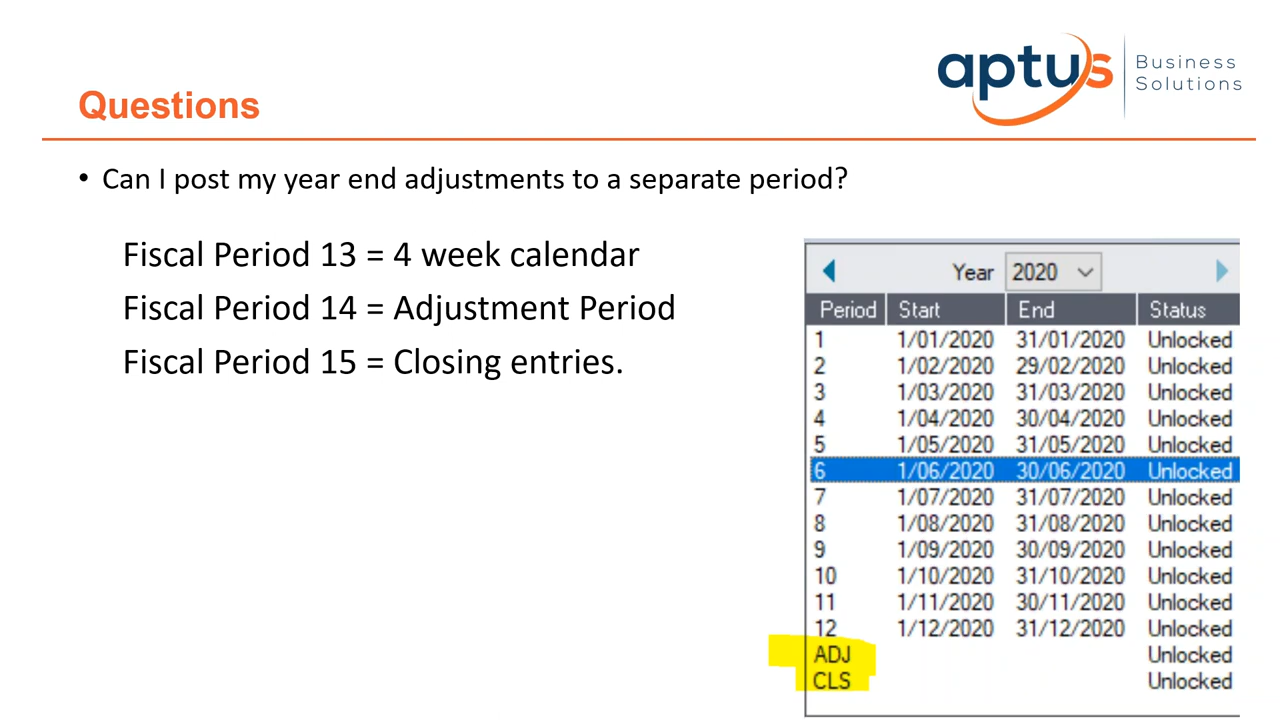 aptus
Business
Solutions
Questions
• Can I post my year end adjustments to a separate period?
Fiscal Period 13 = 4 week calendar
Fiscal Period 14 = Adjustment Period
Fiscal Period 15 = Closing entries.
Year 2020
Period Start End Status
1 1/01/2020 31/01/2020 Unlocked
2 1/02/2020 29/02/2020 Unlocked
3 1/03/2020 31/03/2020 Unlocked
4 1/04/2020 30/04/2020 Unlocked
5 1/05/2020 31/05/2020 Unlocked
6 1/06/2020 30/06/2020 Unlocked
7 1/07/2020 31/07/2020 Unlocked
8 1/08/2020 31/08/2020 Unlocked
9 1/09/2020 30/09/2020 Unlocked
10 1/10/2020 31/10/2020 Unlocked
11 1/11/2020 30/11/2020 Unlocked
12 1/12/2020 31/12/2020 Unlocked
ADJ Unlocked
CLS Unlocked